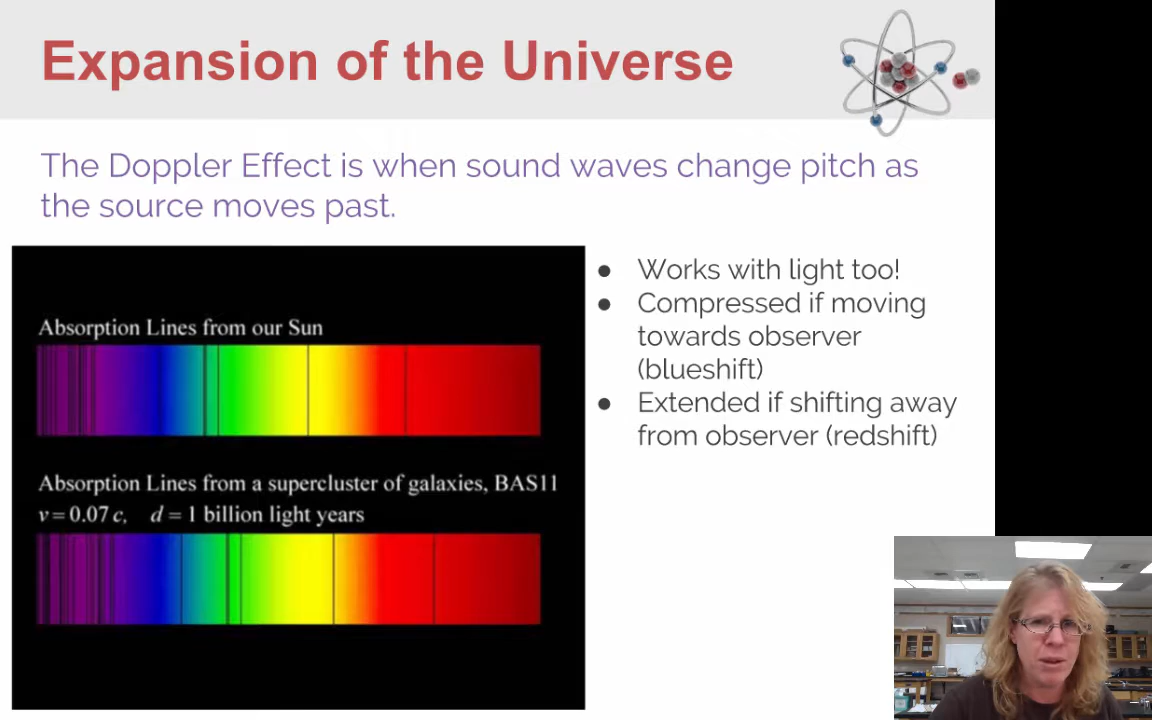 Expansion of the Universe
The Doppler Effect is when sound waves change pitch as
the source moves past.
Absorption Lines from our Sun
Absorption Lines from a supercluster of galaxies, BAS11
v = 0.07 c, d = 1 billion light years
● Works with light too!
● Compressed if moving
towards observer
(blueshift)
● Extended if shifting away
from observer (redshift)